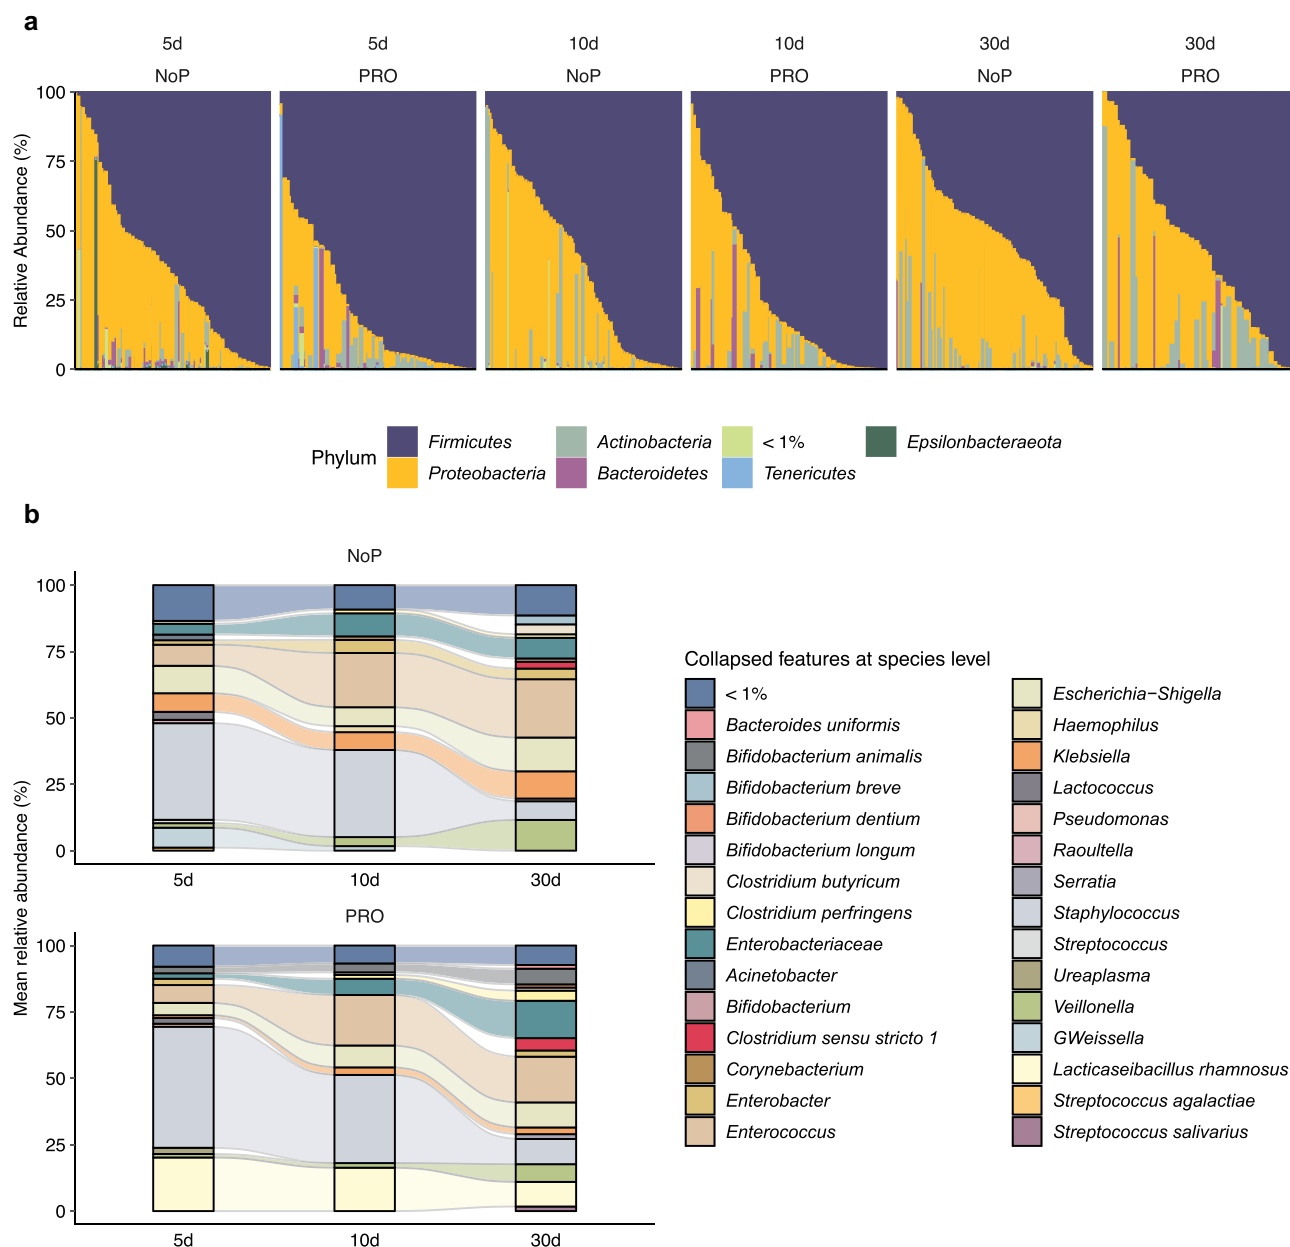 a
5d 5d 10d 10d 30d 30d
NoP PRO NoP PRO NoP PRO
Relative Abundance (%)
100
75
50
25
0
Phylum
Firmicutes Actinobacteria < 1% Epsilonbacteraeota
Proteobacteria Bacteroidetes Tenericutes
b
Mean relative abundance (%)
NoP
100
75
50
25
0
5d 10d 30d
PRO
100
75
50
25
0
5d 10d 30d
Collapsed features at species level
< 1%
Bacteroides uniformis
Bifidobacterium animalis
Bifidobacterium breve
Bifidobacterium dentium
Bifidobacterium longum
Clostridium butyricum
Clostridium perfringens
Enterobacteriaceae
Acinetobacter
Bifidobacterium
Clostridium sensu stricto 1
Corynebacterium
Enterobacter
Enterococcus
Escherichia−Shigella
Haemophilus
Klebsiella
Lactococcus
Pseudomonas
Raoultella
Serratia
Staphylococcus
Streptococcus
Ureaplasma
Veillonella
GWeissella
Lacticaseibacillus rhamnosus
Streptococcus agalactiae
Streptococcus salivarius